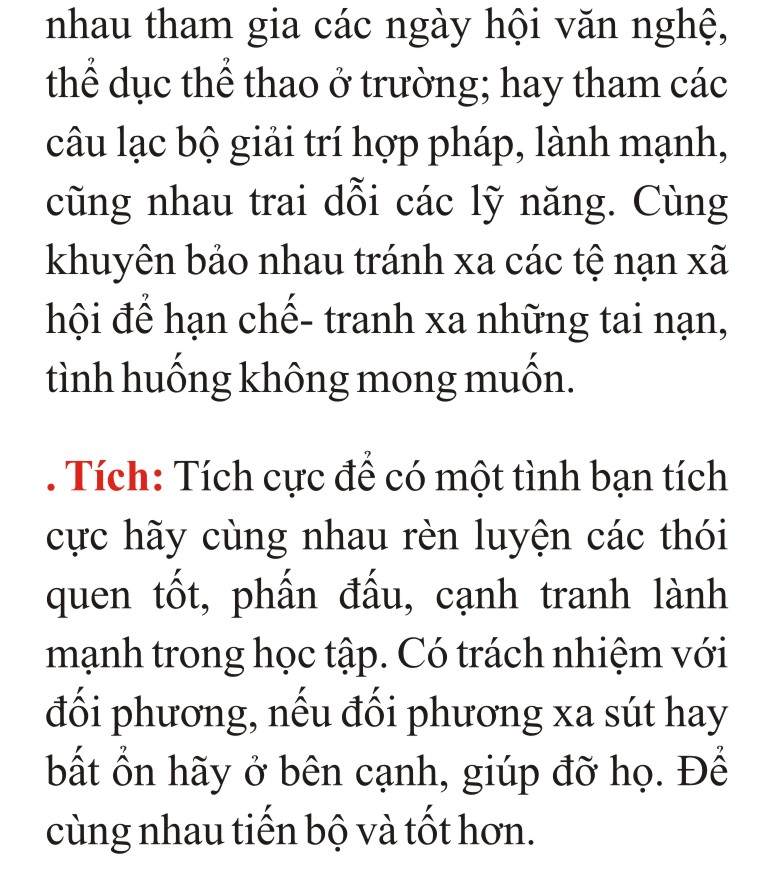 nhau tham gia các ngày hội văn nghệ,
thể dục thể thao ở trường; hay tham các
câu lạc bộ giải trí hợp pháp, lành mạnh,
cũng nhau trai dỗi các lỹ năng. Cùng
khuyên bảo nhau tránh xa các tệ nạn xã
hội để hạn chế- tranh xa những tai nạn,
tình huống không mong muốn.
. Tích: Tích cực để có một tình bạn tích
cực hãy cùng nhau rèn luyện các thói
quen tốt, phấn đấu, cạnh tranh lành
mạnh trong học tập. Có trách nhiệm với
đối phương, nếu đối phương xa sút hay
bất ổn hãy ở bên cạnh, giúp đỡ họ. Để
cùng nhau tiến bộ và tốt hơn.